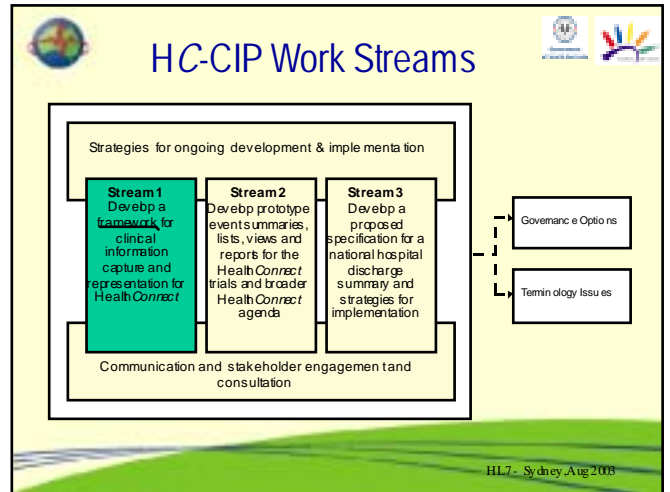 HC-CIP Work Streams
Strategies for ongoing development & implementation
Stream 1
Develop a
framework for
clinical
information
capture and
representation for
HealthConnect
Stream 2
Develop prototype
event summaries,
lists, views and
reports for the
HealthConnect
trials and broader
HealthConnect
agenda
Stream 3
Develop a
proposed
specification for a
national hospital
discharge
summary and
strategies for
implementation
Governance Options
Terminology Issues
Communication and stakeholder engagement and
consultation
HL7 - Sydney, Aug 2003